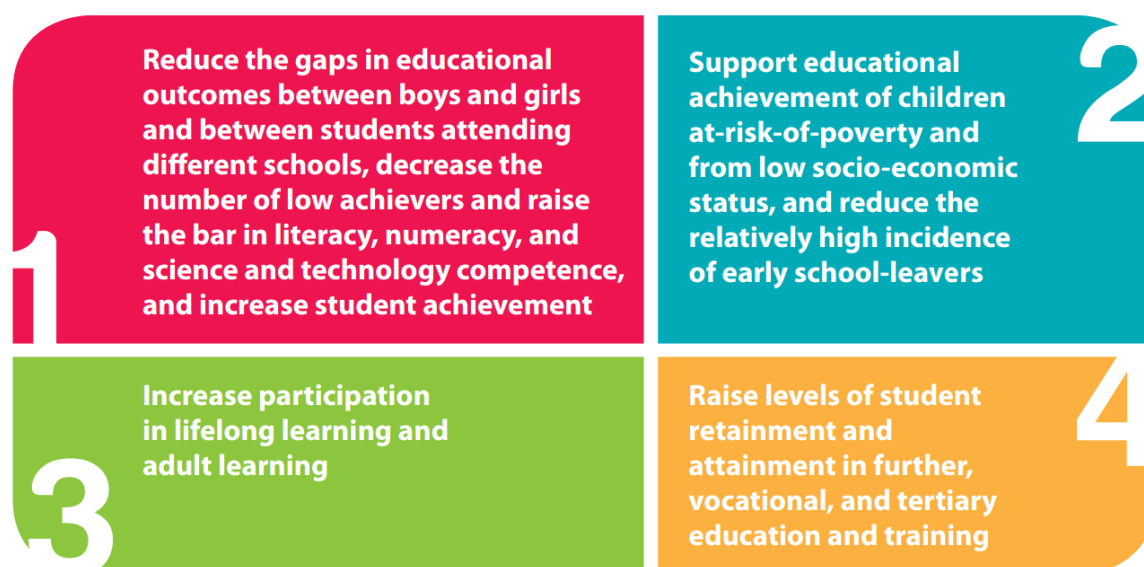 1
Reduce the gaps in educational
outcomes between boys and girls
and between students attending
different schools, decrease the
number of low achievers and raise
the bar in literacy, numeracy, and
science and technology competence,
and increase student achievement
2
Support educational
achievement of children
at-risk-of-poverty and
from low socio-economic
status, and reduce the
relatively high incidence
of early school-leavers
3
Increase participation
in lifelong learning and
adult learning
4
Raise levels of student
retainment and
attainment in further,
vocational, and tertiary
education and training